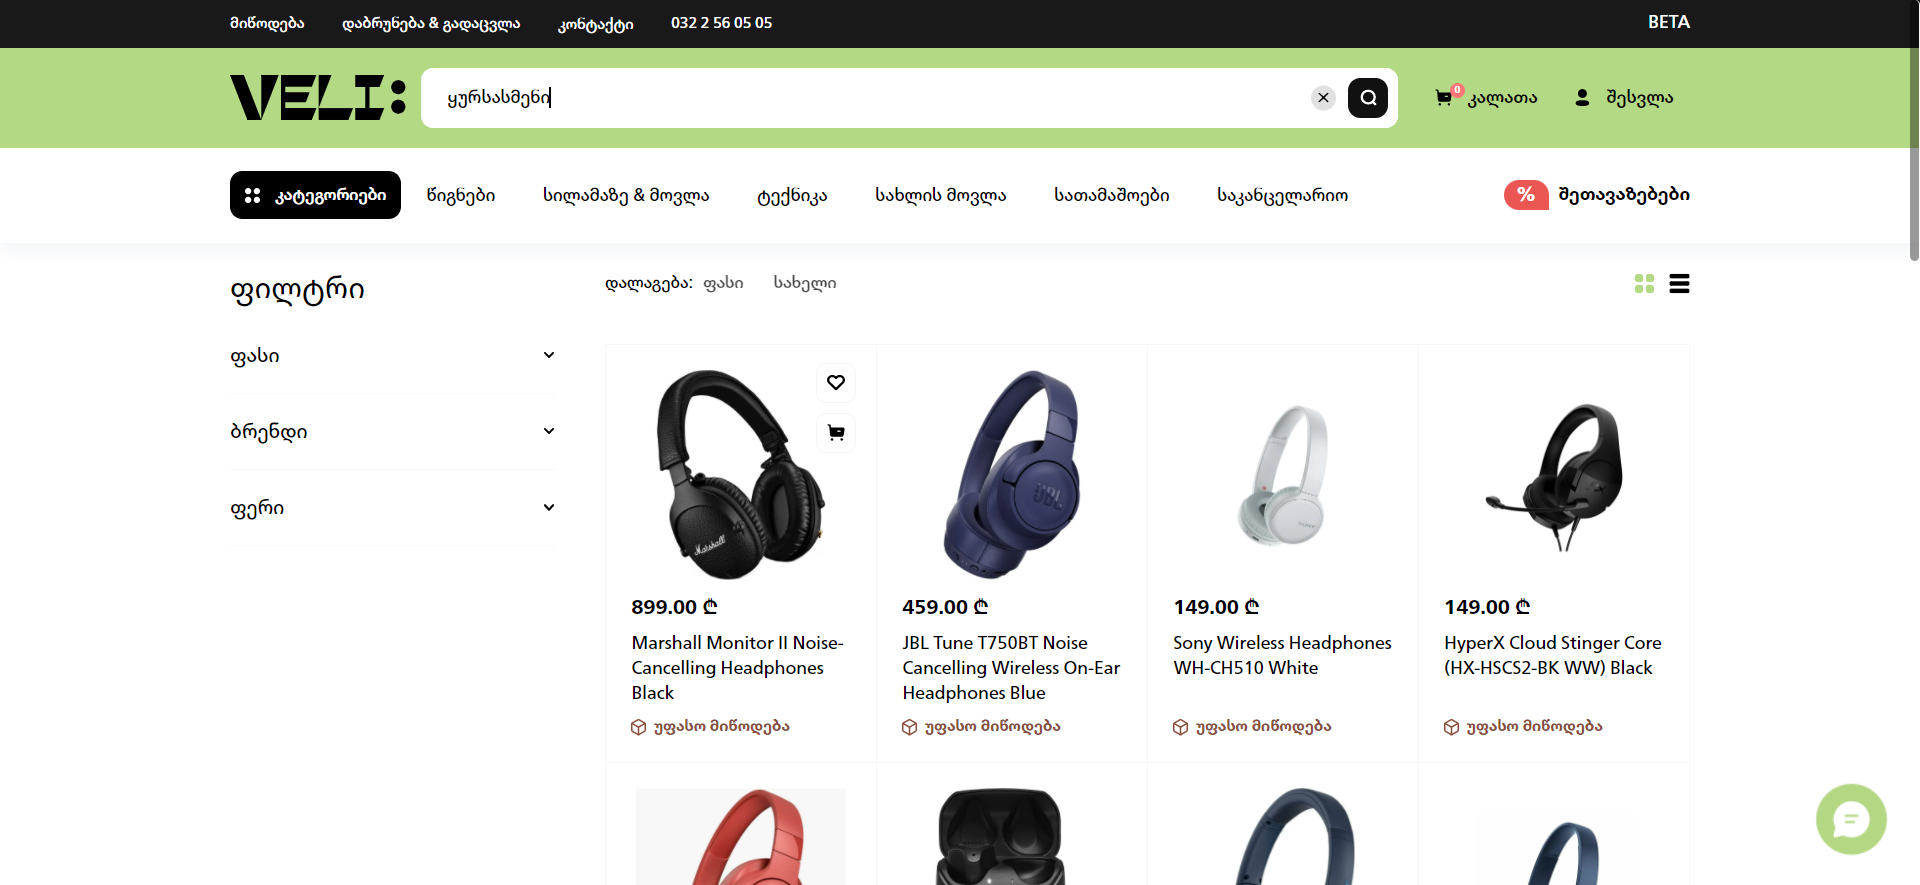 მიწოდება
დაბრუნება & გადაცვლა
კონტაქტი
032 2 56 05 05
BETA
VELI:
ყურსასმენი
0
კალათა
შესვლა
კატეგორიები
წიგნები
სილამაზე & მოვლა
ტექნიკა
სახლის მოვლა
სათამაშოები
საკანცელარიო
%
შეთავაზებები
ფილტრი
ფასი
ბრენდი
ფერი
დალაგება:
ფასი
სახელი
Marshall
899.00 ₾
Marshall Monitor II Noise-
Cancelling Headphones
Black
უფასო მიწოდება
JBL
459.00 ₾
JBL Tune T750BT Noise
Cancelling Wireless On-Ear
Headphones Blue
უფასო მიწოდება
SONY
149.00 ₾
Sony Wireless Headphones
WH-CH510 White
უფასო მიწოდება
149.00 ₾
HyperX Cloud Stinger Core
(HX-HSCS2-BK WW) Black
უფასო მიწოდება